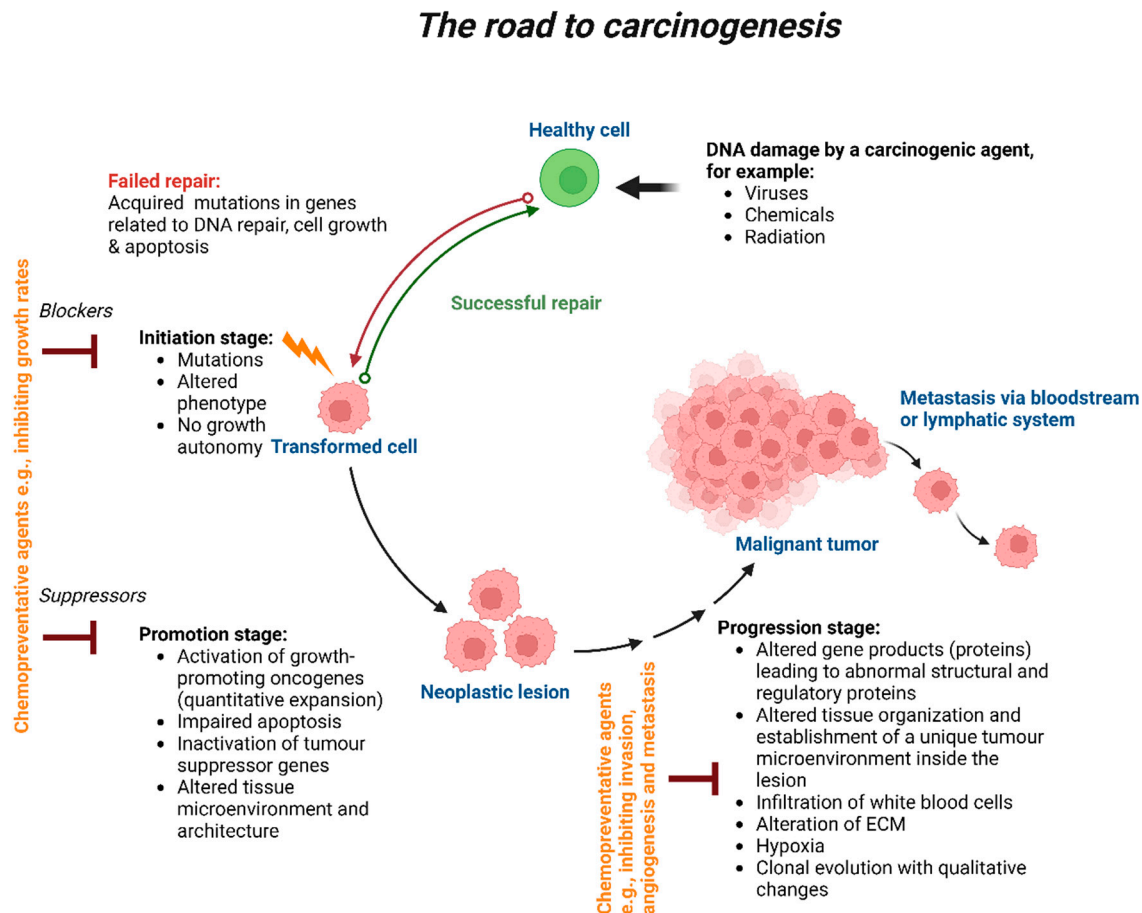 The road to carcinogenesis
Healthy cell
DNA damage by a carcinogenic agent,
for example:
• Viruses
• Chemicals
• Radiation
Failed repair:
Acquired mutations in genes
related to DNA repair, cell growth
& apoptosis
Successful repair
Chemopreventative agents e.g., inhibiting growth rates
Blockers
Initiation stage:
• Mutations
• Altered
phenotype
• No growth
autonomy
Transformed cell
Metastasis via bloodstream
or lymphatic system
Malignant tumor
Suppressors
Promotion stage:
• Activation of growth-
promoting oncogenes
(quantitative expansion)
• Impaired apoptosis
• Inactivation of tumour
suppressor genes
• Altered tissue
microenvironment and
architecture
Neoplastic lesion
Chemopreventative agents
e.g., inhibiting invasion,
angiogenesis and metastasis
Progression stage:
• Altered gene products (proteins)
leading to abnormal structural and
regulatory proteins
• Altered tissue organization and
establishment of a unique tumour
microenvironment inside the
lesion
• Infiltration of white blood cells
• Alteration of ECM
• Hypoxia
• Clonal evolution with qualitative
changes